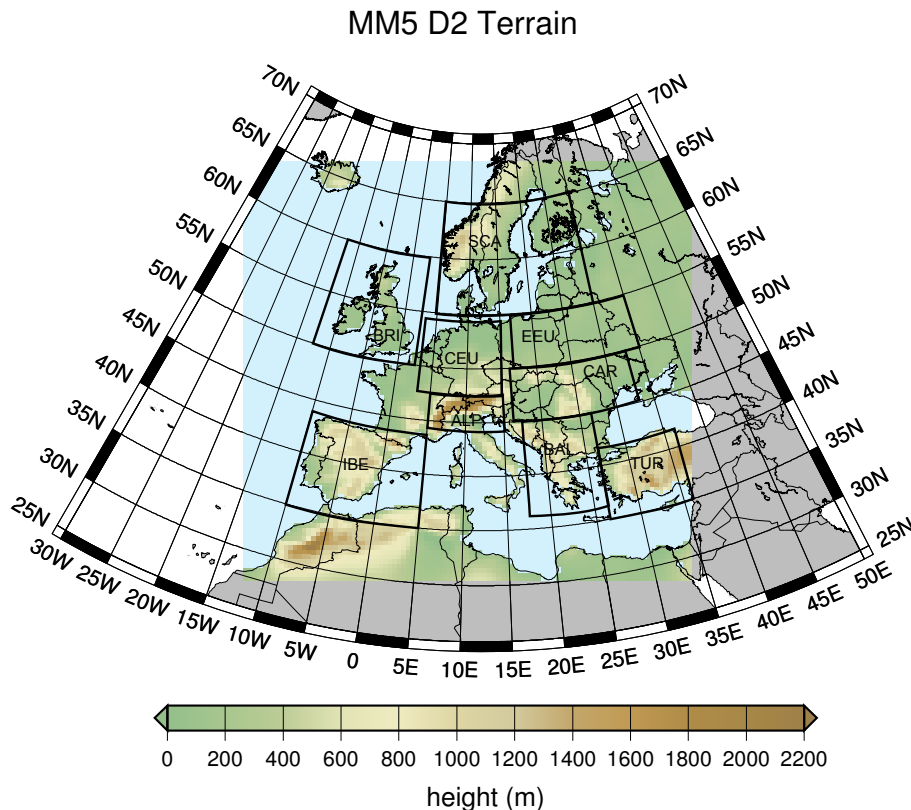 MM5 D2 Terrain
70N
70N
65N
65N
60N
60N
55N
55N
50N
50N
45N
45N
40N
40N
35N
35N
30N
30N
25N
25N
SCA
BRI
CEU
EEU
CAR
ALP
BAL
IBE
TUR
30W 25W 20W 15W 10W 5W 0 5E 10E 15E 20E 25E 30E 35E 40E 45E 50E
0 200 400 600 800 1000 1200 1400 1600 1800 2000 2200
height (m)